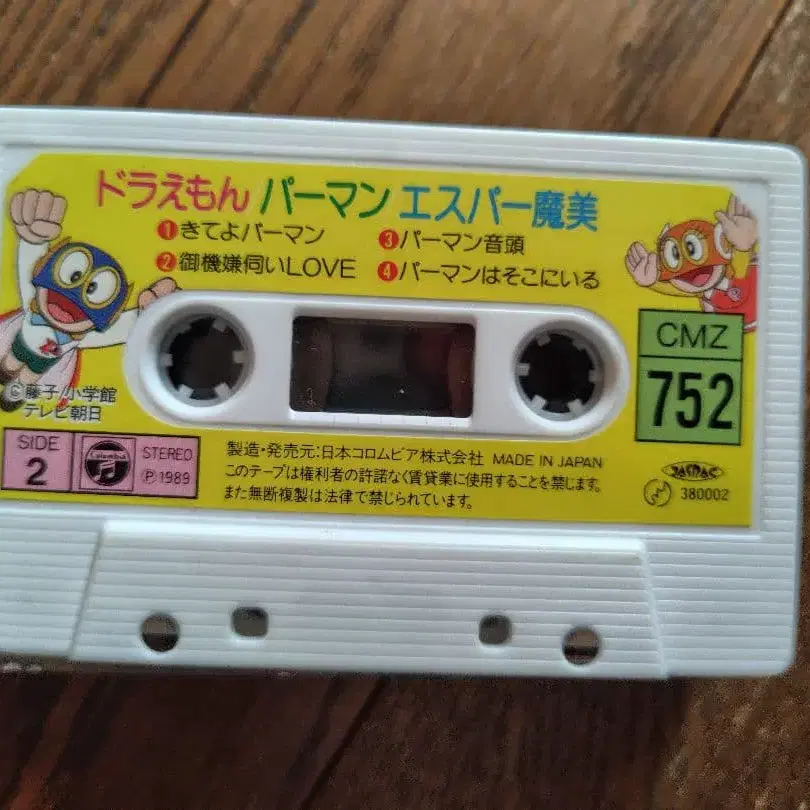 ドラえもん パーマン エスパー魔美
❶きてよパーマン
❷御機嫌伺いLOVE
❸パーマン音頭
❹パーマンはそこにいる
CMZ
752
©藤子/小学館
テレビ朝日
SIDE
2
Columbia
STEREO
Ⓟ1989
製造・発売元:日本コロムビア株式会社 MADE IN JAPAN
このテープは権利者の許諾なく賃貸業に使用することを禁じます。
また無断複製は法律で禁じられています。
JASRAC
380002